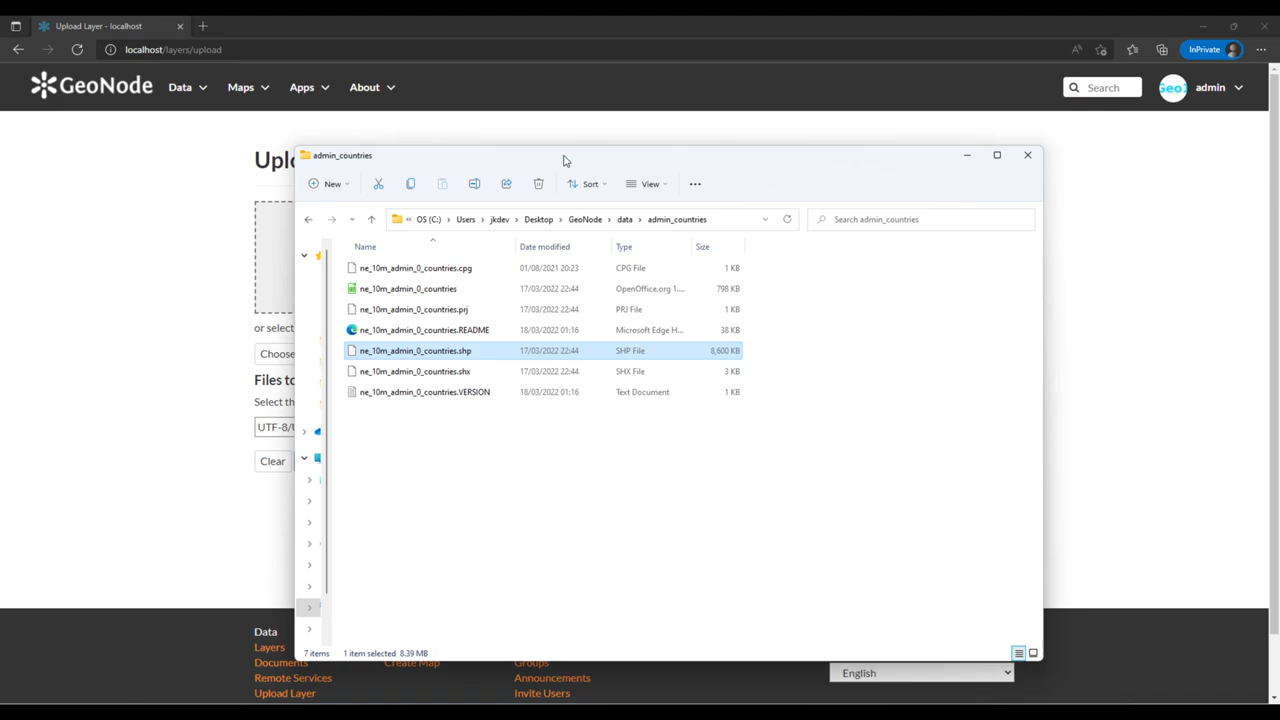 Upload Layer - localhost
localhost/layers/upload
InPrivate
GeoNode
Data
Maps
Apps
About
Search
Geo
admin
Uplo
or select
Choose
Files to
Select th
UTF-8/U
Clear
admin_countries
New
Sort
View
OS (C:) Users jkdev Desktop GeoNode data admin_countries
Search admin_countries
Name Date modified Type Size
ne_10m_admin_0_countries.cpg 01/08/2021 20:23 CPG File 1 KB
ne_10m_admin_0_countries 17/03/2022 22:44 OpenOffice.org 1.... 798 KB
ne_10m_admin_0_countries.prj 17/03/2022 22:44 PRJ File 1 KB
ne_10m_admin_0_countries.README 18/03/2022 01:16 Microsoft Edge H... 38 KB
ne_10m_admin_0_countries.shp 17/03/2022 22:44 SHP File 8,600 KB
ne_10m_admin_0_countries.shx 17/03/2022 22:44 SHX File 3 KB
ne_10m_admin_0_countries.VERSION 18/03/2022 01:16 Text Document 1 KB
7 items 1 item selected 8.39 MB
Data
Layers
Documents
Remote Services
Upload Layer
Create Map
Groups
Announcements
Invite Users
English